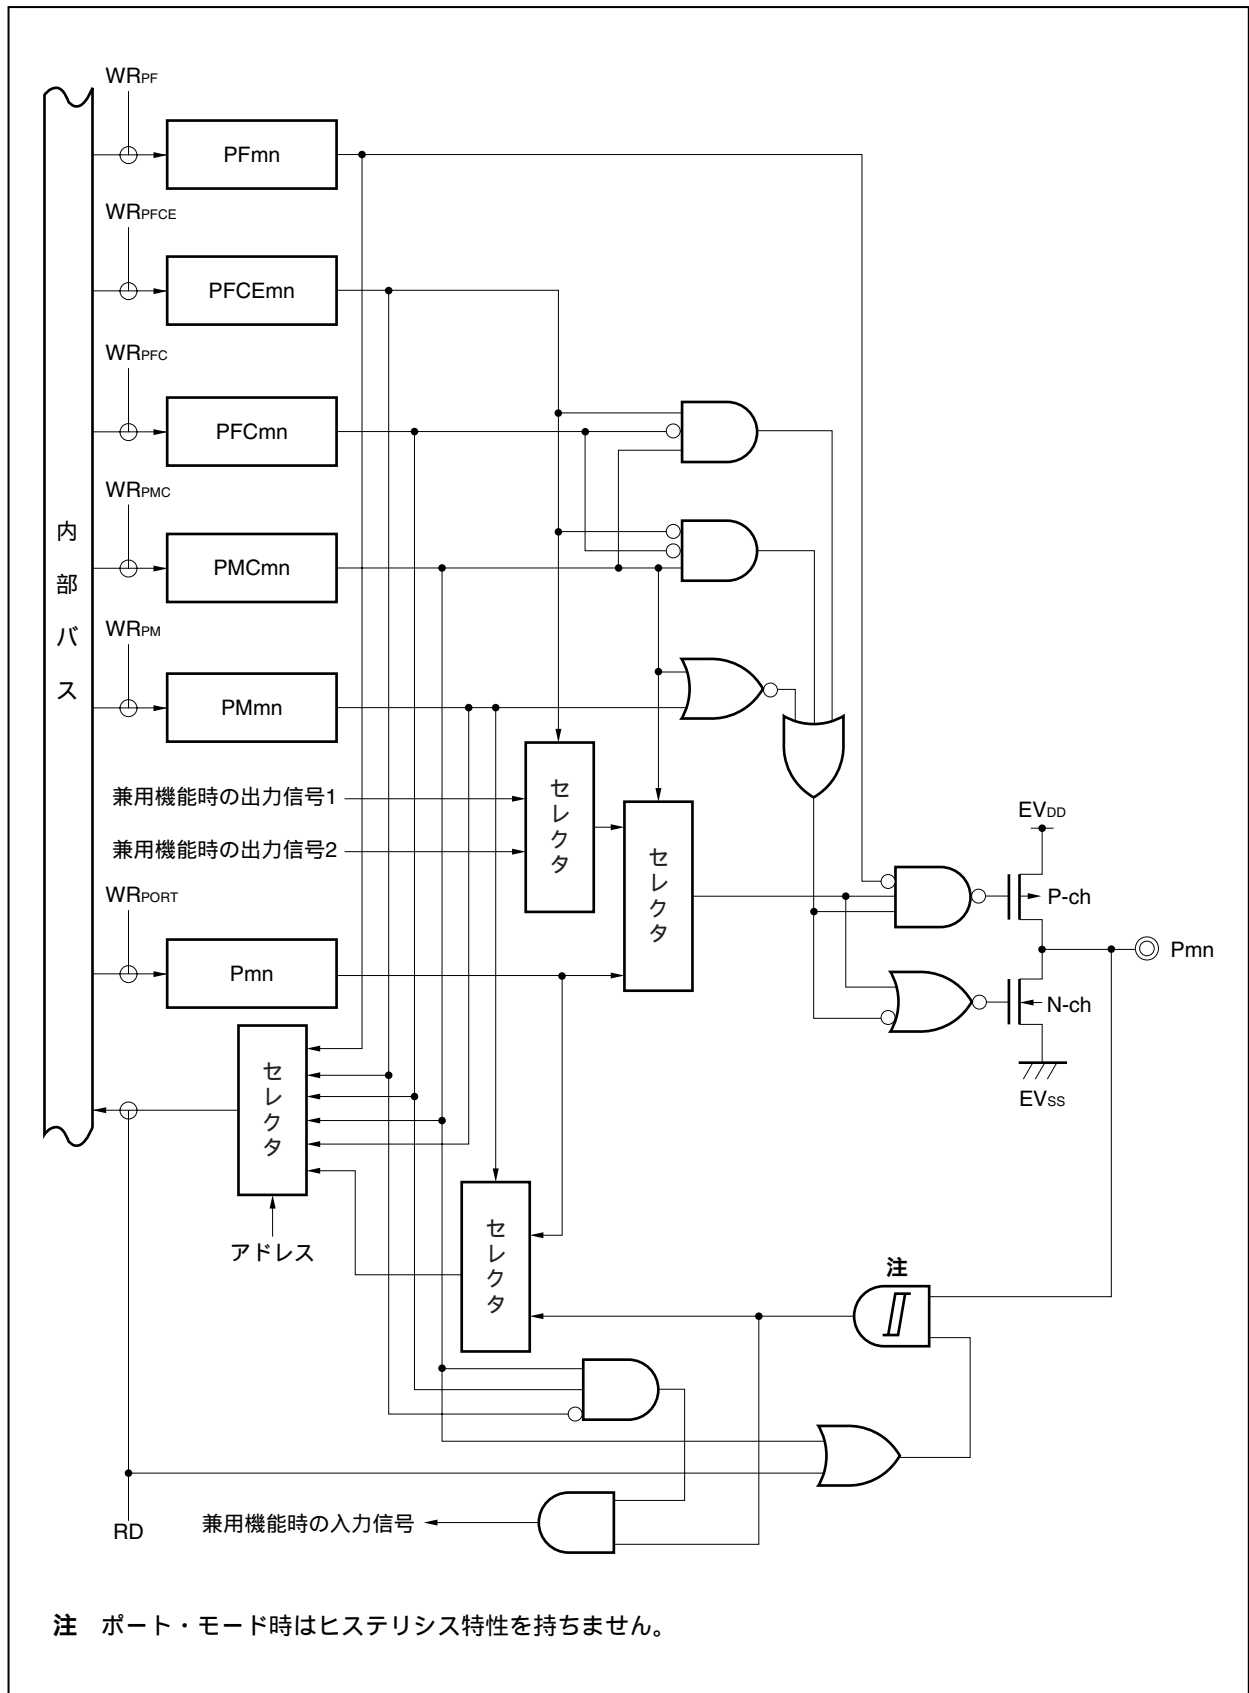 WRPF
PFmn
WRPFCE
PFCEmn
WRPFC
PFCmn
WRPMC
内部バス
PMCmn
WRPM
PMmn
兼用機能時の出力信号1
兼用機能時の出力信号2
セレクタ
セレクタ
EVDD
P-ch
WRPORT
Pmn
Pmn
N-ch
EVSS
セレクタ
アドレス
セレクタ
注
RD
兼用機能時の入力信号
注 ポート・モード時はヒステリシス特性を持ちません。